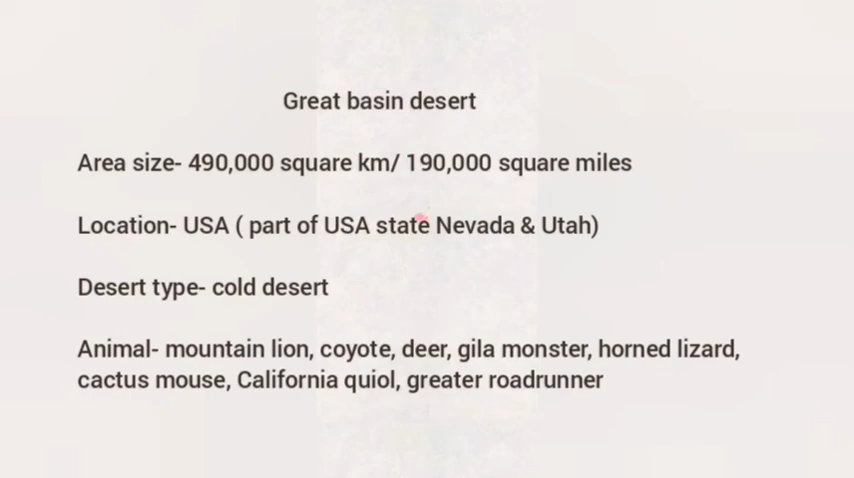 Great basin desert
Area size- 490,000 square km/ 190,000 square miles
Location- USA ( part of USA state Nevada & Utah)
Desert type- cold desert
Animal- mountain lion, coyote, deer, gila monster, horned lizard,
cactus mouse, California quiol, greater roadrunner